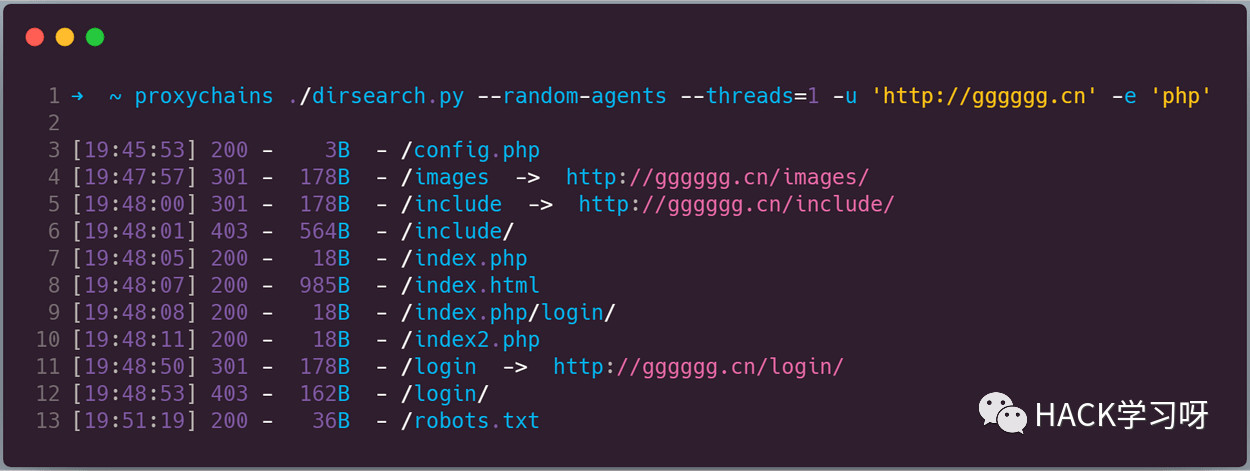 1 → ~ proxychains ./dirsearch.py --random-agents --threads=1 -u 'http://gggggg.cn' -e 'php'
2
3 [19:45:53] 200 - 3B - /config.php
4 [19:47:57] 301 - 178B - /images -> http://gggggg.cn/images/
5 [19:48:00] 301 - 178B - /include -> http://gggggg.cn/include/
6 [19:48:01] 403 - 564B - /include/
7 [19:48:05] 200 - 18B - /index.php
8 [19:48:07] 200 - 985B - /index.html
9 [19:48:08] 200 - 18B - /index.php/login/
10 [19:48:11] 200 - 18B - /index2.php
11 [19:48:50] 301 - 178B - /login -> http://gggggg.cn/login/
12 [19:48:53] 403 - 162B - /login/
13 [19:51:19] 200 - 36B - /robots.txt
HACK学习呀